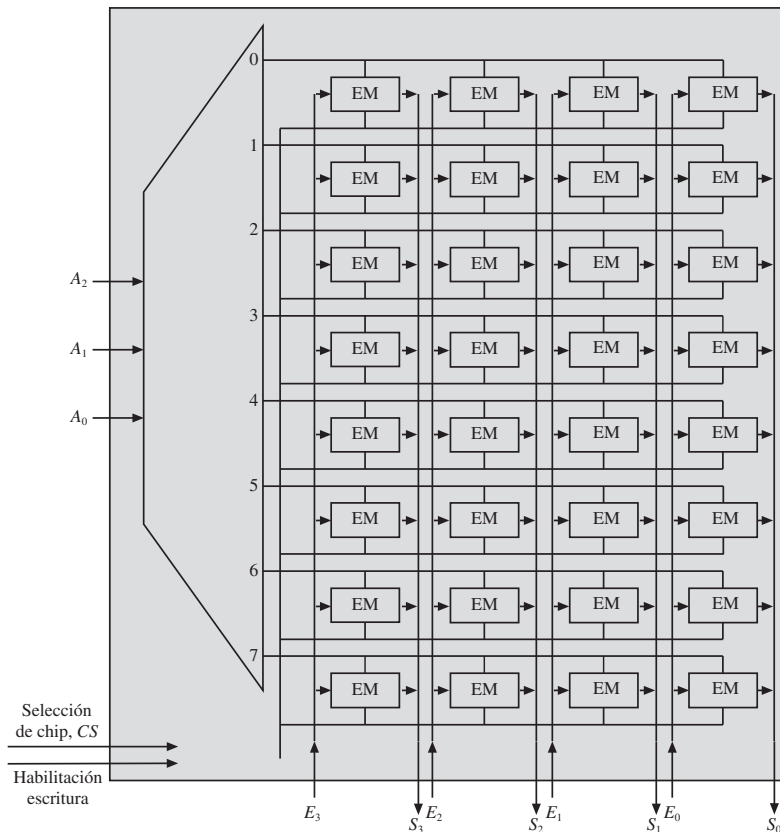 0
EM EM EM EM
1
EM EM EM EM
2
EM EM EM EM
A2
3
EM EM EM EM
A1
4
EM EM EM EM
A0
5
EM EM EM EM
6
EM EM EM EM
7
EM EM EM EM
Selección
de chip, CS
Habilitación
escritura
E3 S3 E2 S2 E1 S1 E0 S0